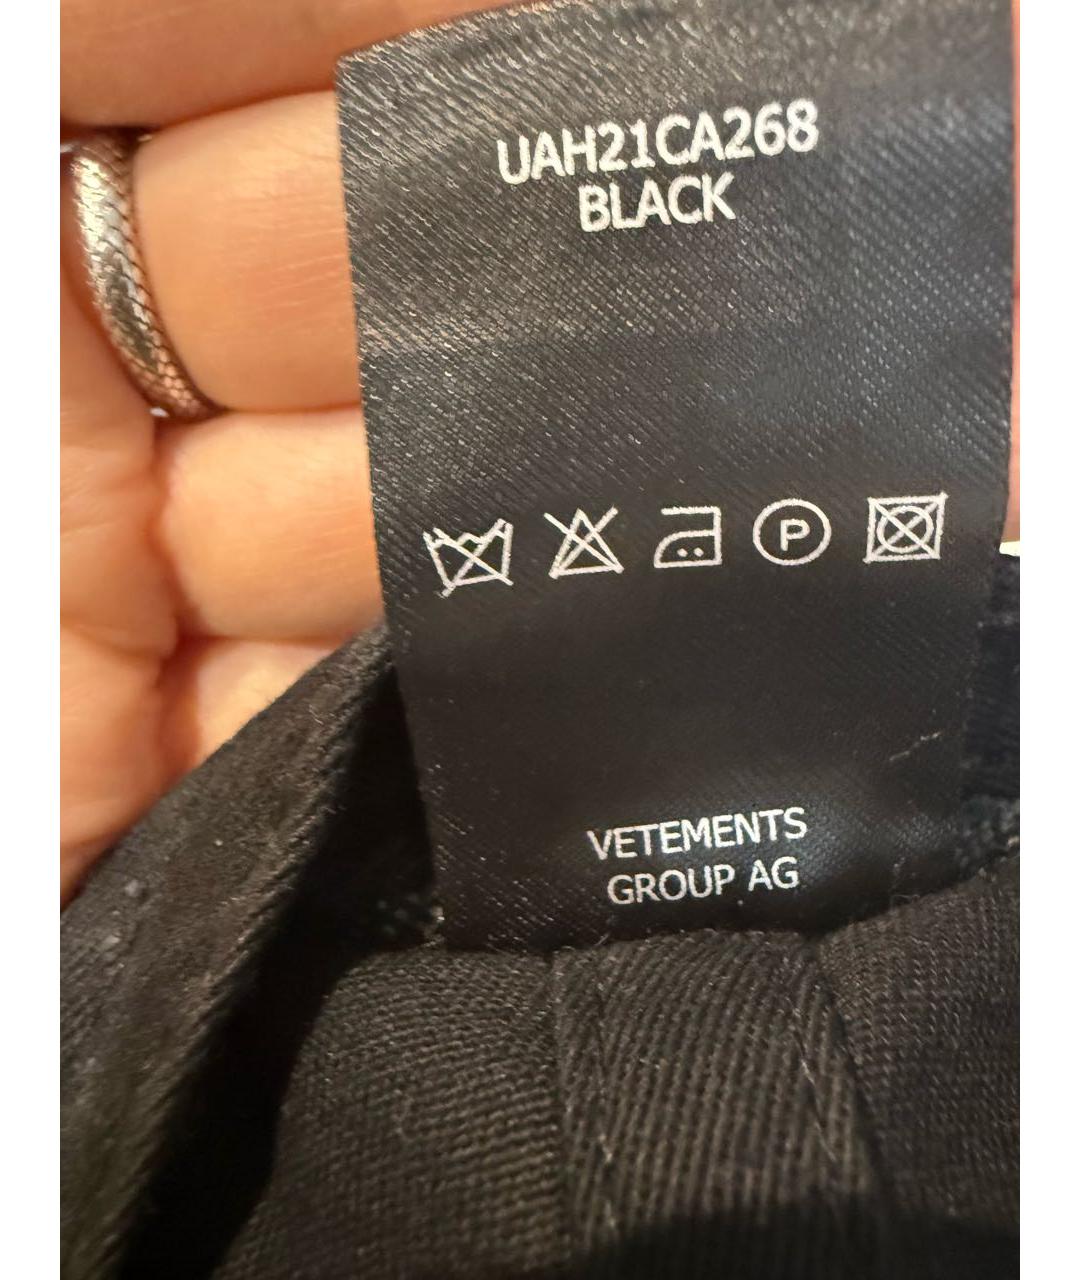 UAH21CA268
BLACK
P
VETEMENTS
GROUP AG